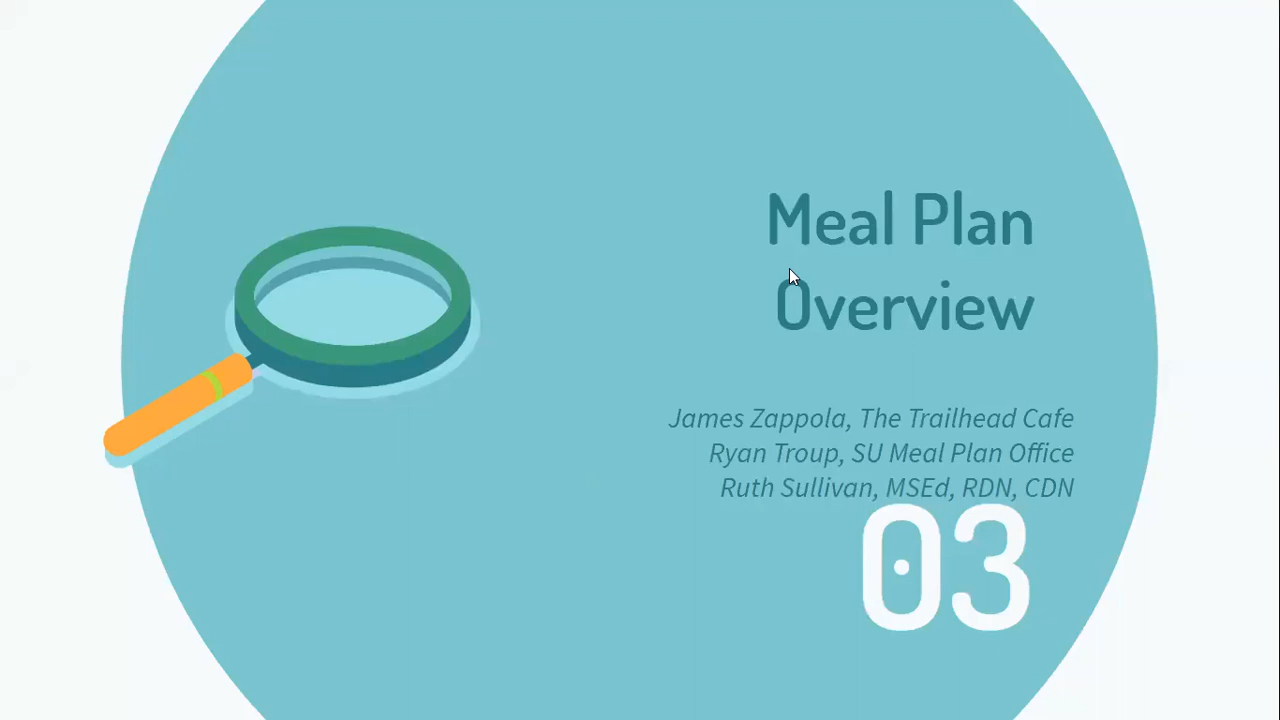 Meal Plan
Overview
James Zappola, The Trailhead Cafe
Ryan Troup, SU Meal Plan Office
Ruth Sullivan, MSEd, RDN, CDN
03